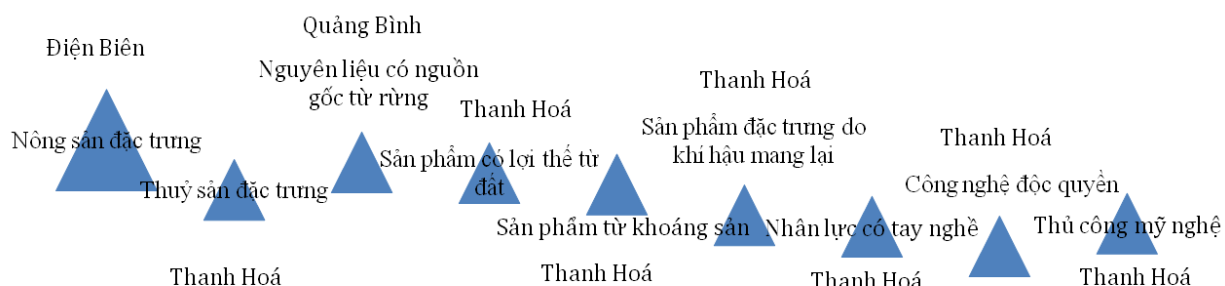 Điện Biên
Nông sản đặc trưng
Thuỷ sản đặc trưng
Thanh Hoá
Quảng Bình
Nguyên liệu có nguồn
gốc từ rừng
Thanh Hoá
Sản phẩm có lợi thế từ
đất
Sản phẩm từ khoáng sản
Thanh Hoá
Thanh Hoá
Sản phẩm đặc trưng do
khí hậu mang lại
Nhân lực có tay nghề
Thanh Hoá
Thanh Hoá
Công nghệ độc quyền
Thủ công mỹ nghệ
Thanh Hoá